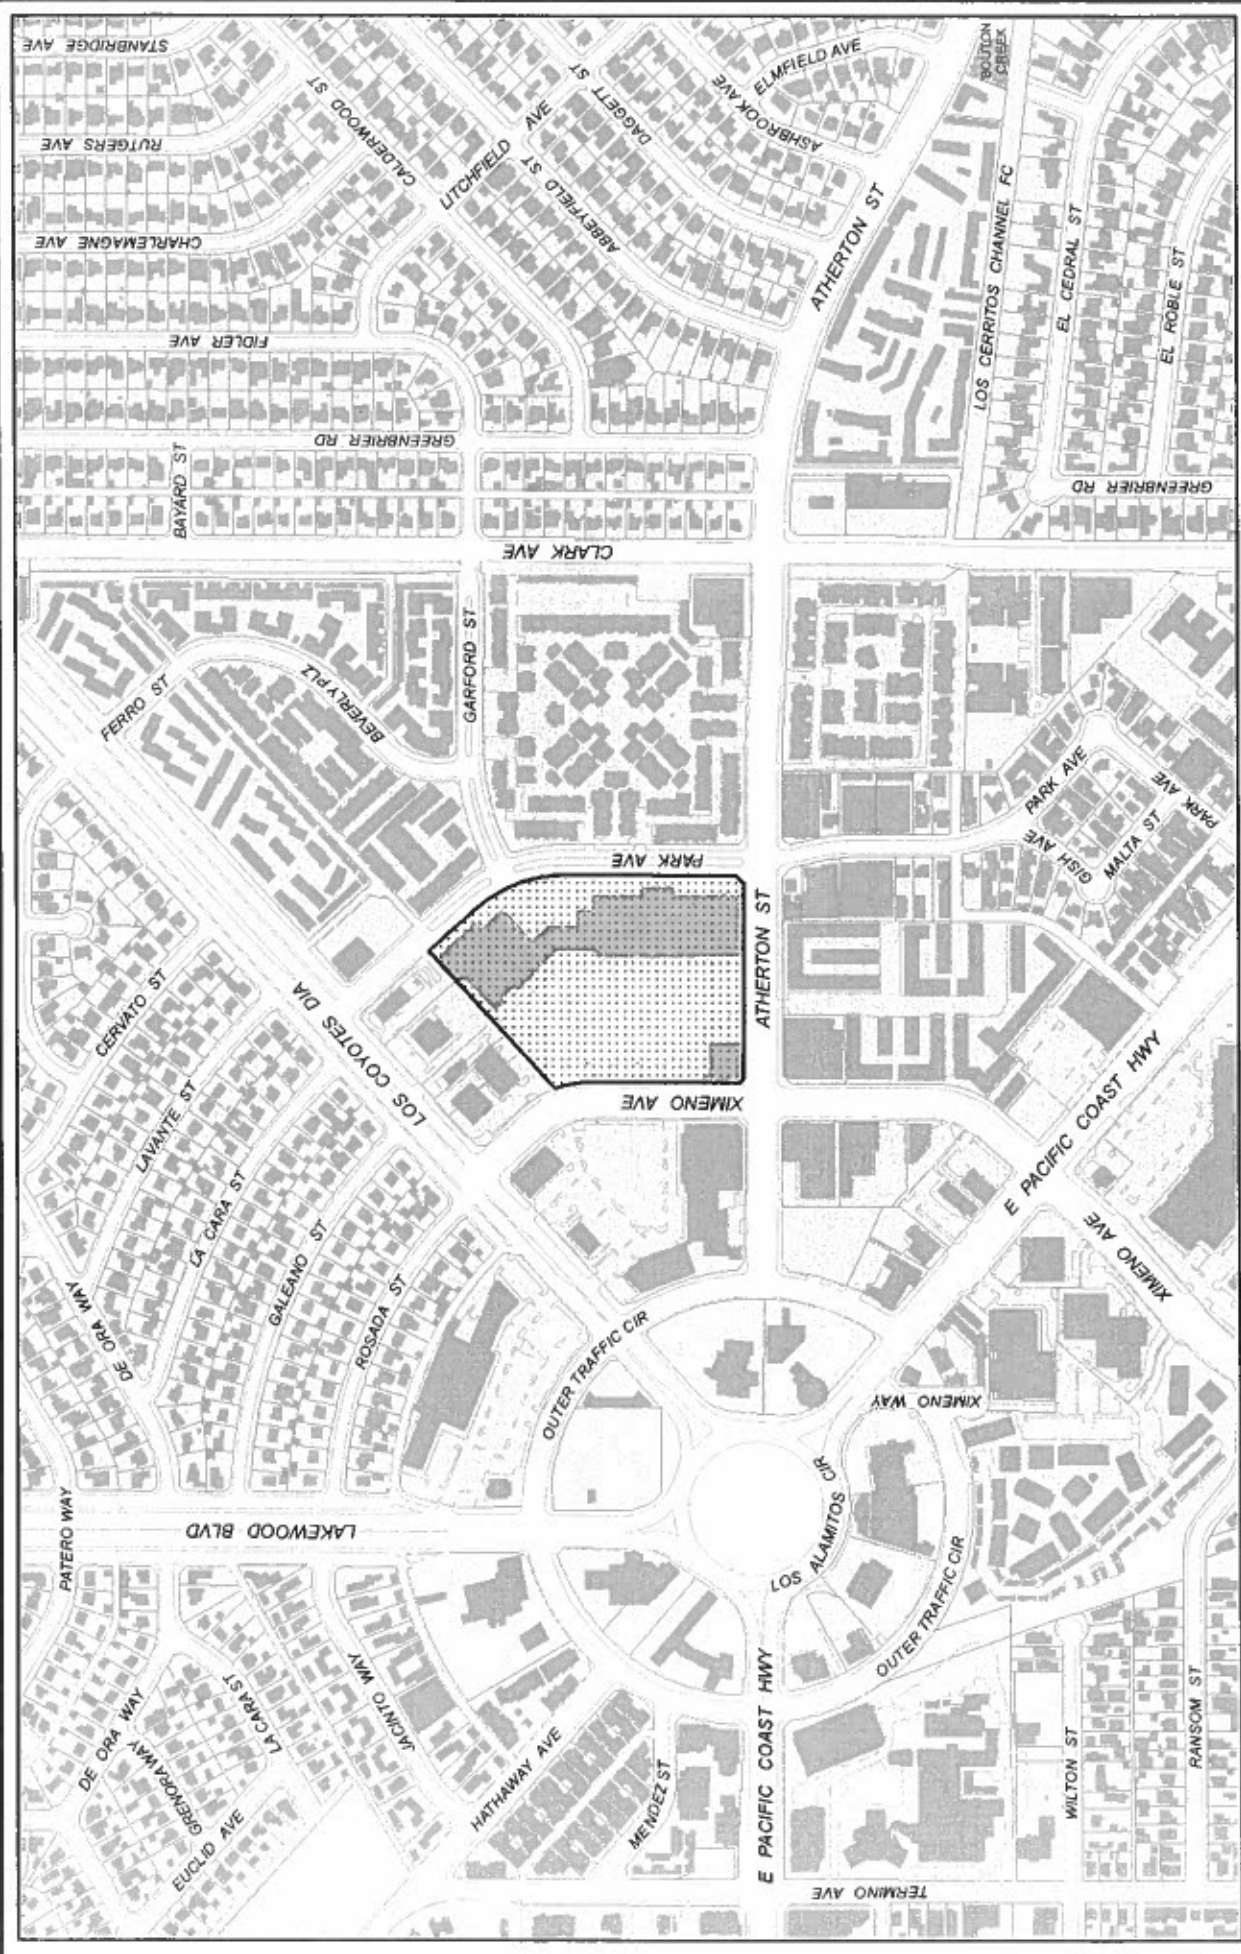 STANBRIDGE AVE
RUTGERS AVE
CALDERWOOD ST
LITCHFIELD AVE
DAGGETT ST
ASHBROOK AVE
ELMFIELD AVE
BOUTON
CREEK
CHARLEMAGNE AVE
ABBEYFIELD ST
ATHERTON ST
LOS CERRITOS CHANNEL FC
EL CEDRAL ST
EL ROBLE ST
FIDLER AVE
GREENBRIER RD
BAYARD ST
GREENBRIER RD
CLARK AVE
FERRO ST
BEVERLY PLZ
GARFORD ST
PARK AVE
PARK AVE
GISH AVE
MALTA ST
PARK AVE
ATHERTON ST
CERVATO ST
LOS COYOTES DIA
XIMENO AVE
LAVANTE ST
LA CARA ST
GALEANO ST
ROSADA ST
DE ORA WAY
E PACIFIC COAST HWY
XIMENO AVE
OUTER TRAFFIC CIR
XIMENO WAY
PATERO WAY
LAKEWOOD BLVD
LOS ALAMITOS CIR
OUTER TRAFFIC CIR
DE ORA WAY
GRENORA WAY
LA CARA ST
EUCLID AVE
JACINTO WAY
HATHAWAY AVE
MENDEZ ST
E PACIFIC COAST HWY
WILTON ST
RANSOM ST
TERMINO AVE